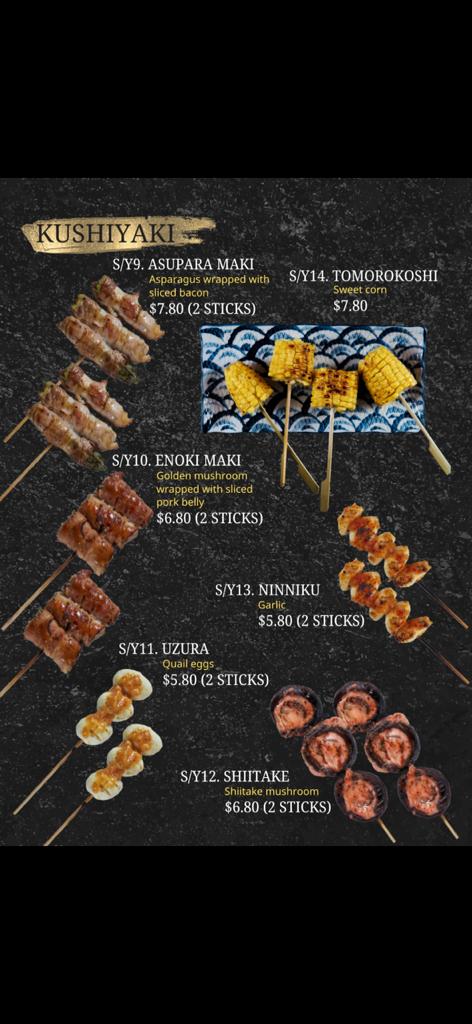 KUSHIYAKI
S/Y9. ASUPARA MAKI
Asparagus wrapped with
sliced bacon
$7.80 (2 STICKS)
S/Y14. TOMOROKOSHI
Sweet corn
$7.80
S/Y10. ENOKI MAKI
Golden mushroom
wrapped with sliced
pork belly
$6.80 (2 STICKS)
S/Y13. NINNIKU
Garlic
$5.80 (2 STICKS)
S/Y11. UZURA
Quail eggs
$5.80 (2 STICKS)
S/Y12. SHIITAKE
Shiitake mushroom
$6.80 (2 STICKS)